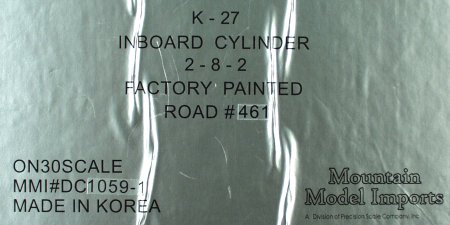 K - 27
INBOARD CYLINDER
2 - 8 - 2
FACTORY PAINTED
ROAD #461
ON30SCALE
MMI#DC1059-1
MADE IN KOREA
Mountain
Model Imports
A Division of Precision Scale Company, Inc.